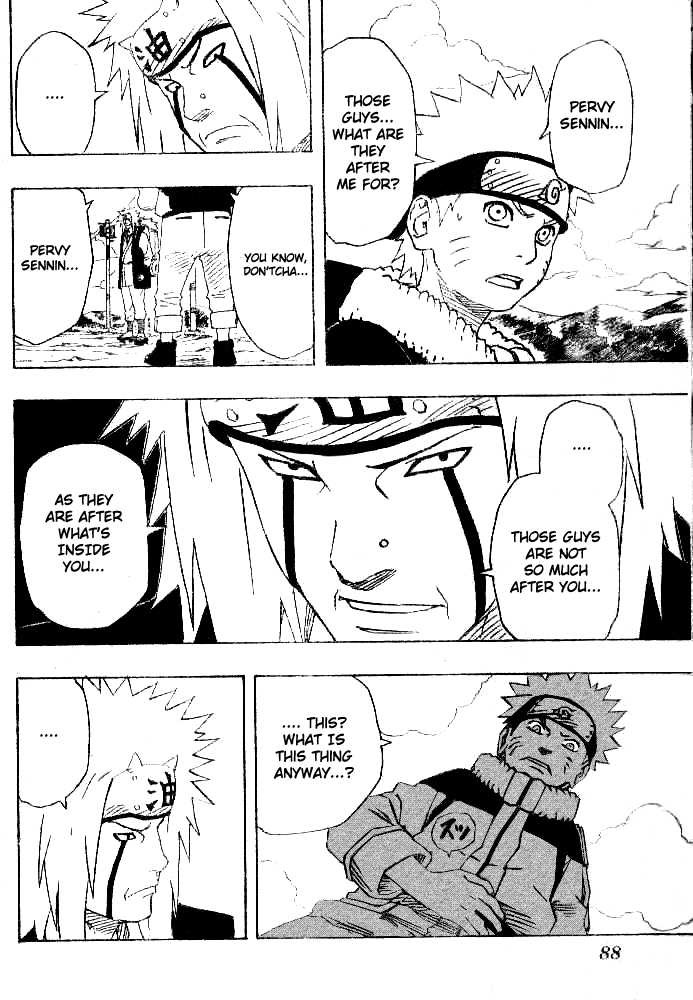 PERVY
SENNIN...
THOSE
GUYS...
WHAT ARE
THEY
AFTER
ME FOR?
....
YOU KNOW,
DON'TCHA...
PERVY
SENNIN...
....
THOSE GUYS
ARE NOT
SO MUCH
AFTER YOU...
AS THEY
ARE AFTER
WHAT'S
INSIDE
YOU...
.... THIS?
WHAT IS
THIS THING
ANYWAY...?
ズッ
....
88